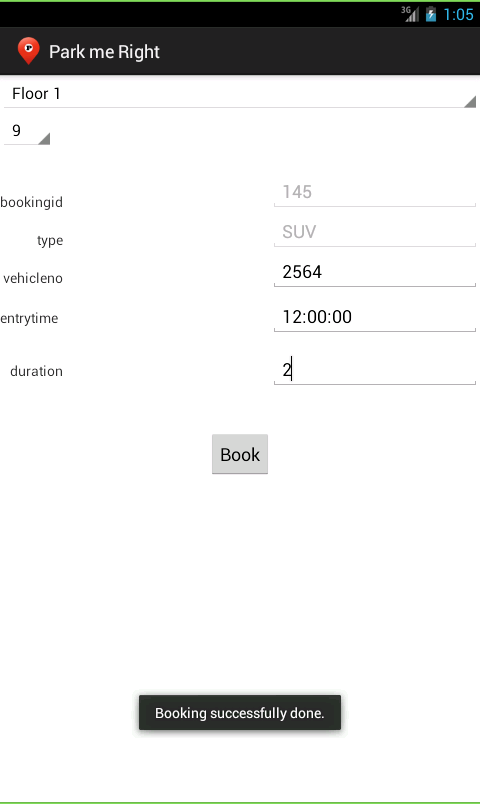 3G 1:05
Park me Right
Floor 1
9
bookingid 145
type SUV
vehicleno 2564
entrytime 12:00:00
duration 2
Book
Booking successfully done.